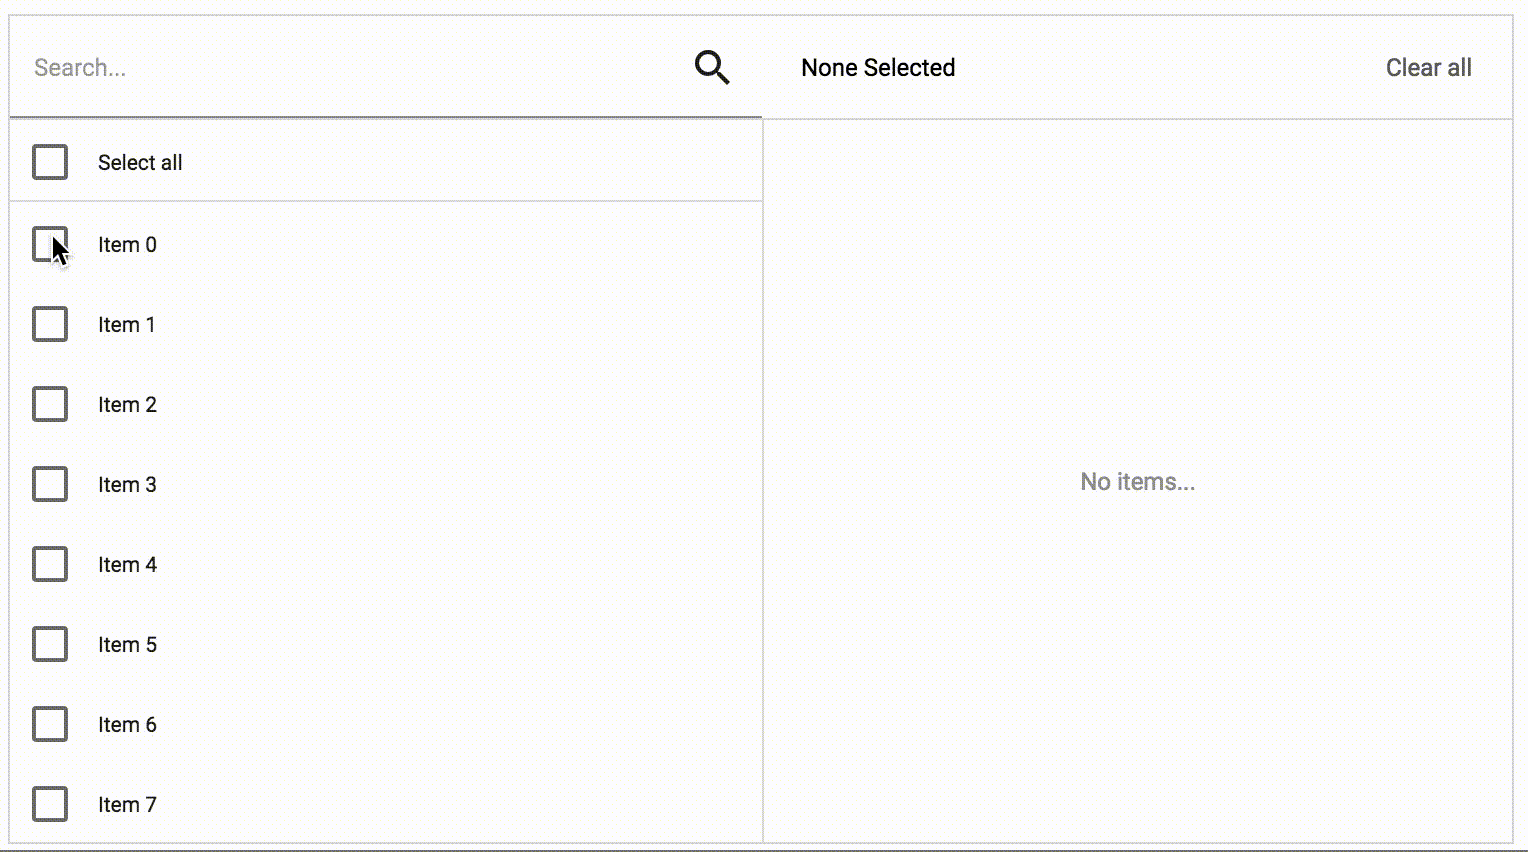 Search...
None Selected
Clear all
Select all
Item 0
Item 1
Item 2
Item 3
Item 4
Item 5
Item 6
Item 7
No items...